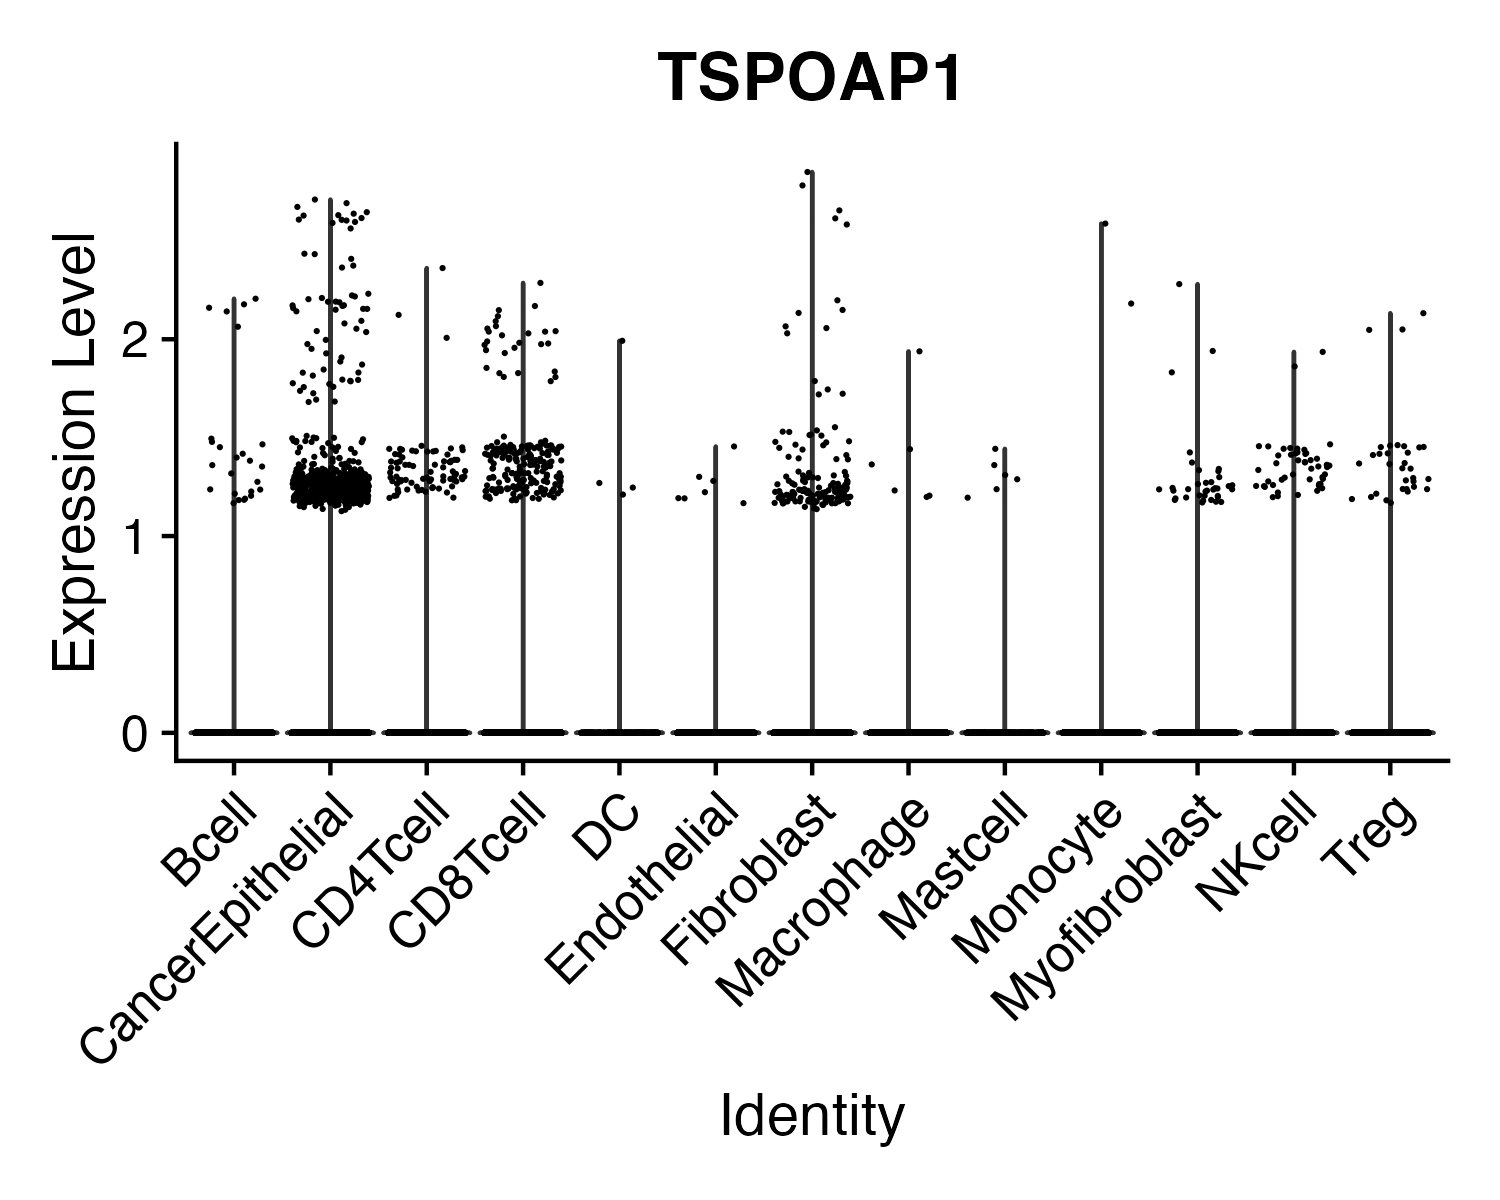 TSPOAP1
Expression Level
2
1
0
Bcell
CancerEpithelial
CD4Tcell
CD8Tcell
DC
Endothelial
Fibroblast
Macrophage
Mastcell
Monocyte
Myofibroblast
NKcell
Treg
Identity